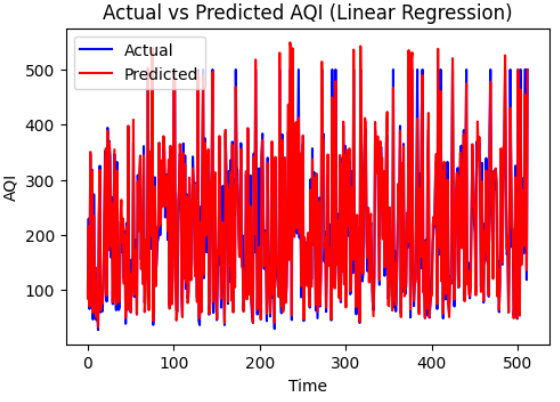 Actual vs Predicted AQI (Linear Regression)
Actual
Predicted
500
400
300
200
100
AQI
0
100
200
300
400
500
Time